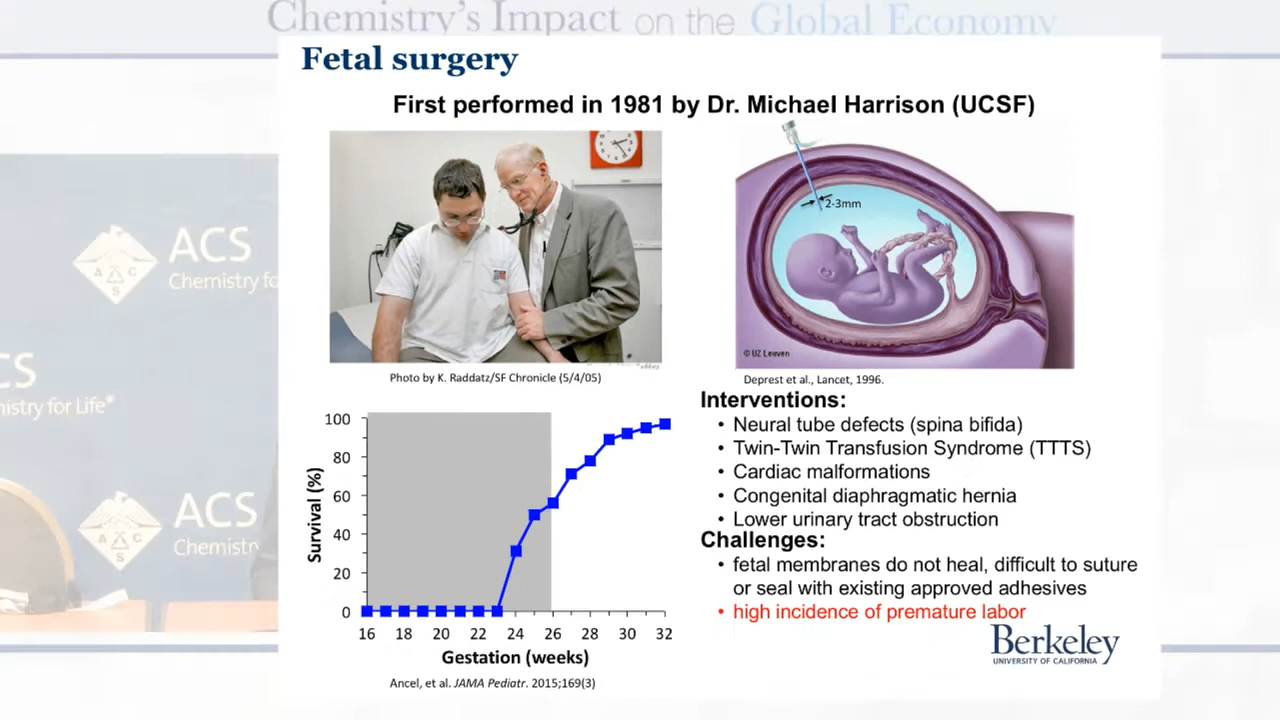 Chemistry's Impact on the Global Economy
Fetal surgery
First performed in 1981 by Dr. Michael Harrison (UCSF)
2-3mm
© UZ Leuven
Photo by K. Raddatz/SF Chronicle (5/4/05)
Deprest et al., Lancet, 1996.
Interventions:
• Neural tube defects (spina bifida)
• Twin-Twin Transfusion Syndrome (TTTS)
• Cardiac malformations
• Congenital diaphragmatic hernia
• Lower urinary tract obstruction
Challenges:
• fetal membranes do not heal, difficult to suture
or seal with existing approved adhesives
• high incidence of premature labor
Survival (%)
100
80
60
40
20
0
16 18 20 22 24 26 28 30 32
Gestation (weeks)
Ancel, et al. JAMA Pediatr. 2015;169(3)
Berkeley
UNIVERSITY OF CALIFORNIA
A C S
ACS
Chemistry fo
CS
mistry for Life®
A C S
ACS
Chemistr